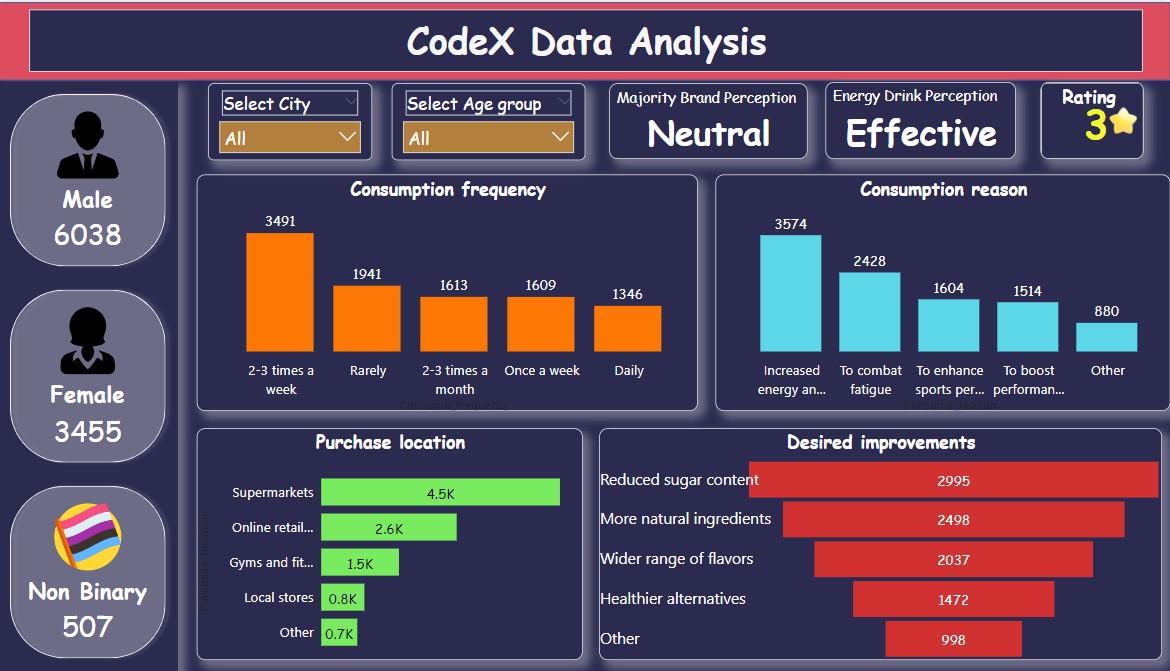 CodeX Data Analysis
Male
6038
Female
3455
Non Binary
507
Select City
All
Select Age group
All
Majority Brand Perception
Neutral
Energy Drink Perception
Effective
Rating
3
Consumption frequency
3491
1941
1613
1609
1346
2-3 times a
week
Rarely
2-3 times a
month
Once a week
Daily
Consume_frequency
Consumption reason
3574
2428
1604
1514
880
Increased
energy an...
To combat
fatigue
To enhance
sports per...
To boost
performan...
Other
Consume_reason
Purchase location
Purchase_location
Supermarkets
4.5K
Online retail...
2.6K
Gyms and fit...
1.5K
Local stores
0.8K
Other
0.7K
Desired improvements
Reduced sugar content
2995
More natural ingredients
2498
Wider range of flavors
2037
Healthier alternatives
1472
Other
998